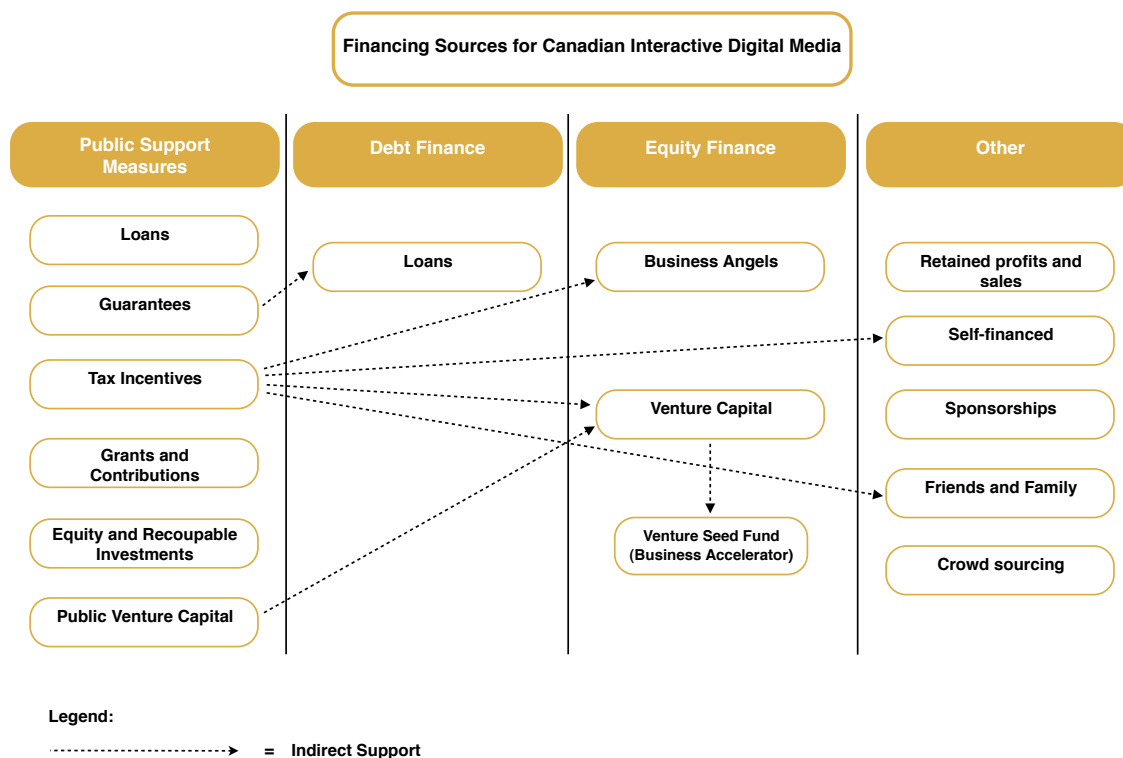 Financing Sources for Canadian Interactive Digital Media
Public Support
Measures
Debt Finance
Equity Finance
Other
Loans
Guarantees
Tax Incentives
Grants and
Contributions
Equity and Recoupable
Investments
Public Venture Capital
Loans
Business Angels
Venture Capital
Venture Seed Fund
(Business Accelerator)
Retained profits and
sales
Self-financed
Sponsorships
Friends and Family
Crowd sourcing
Legend:
= Indirect Support